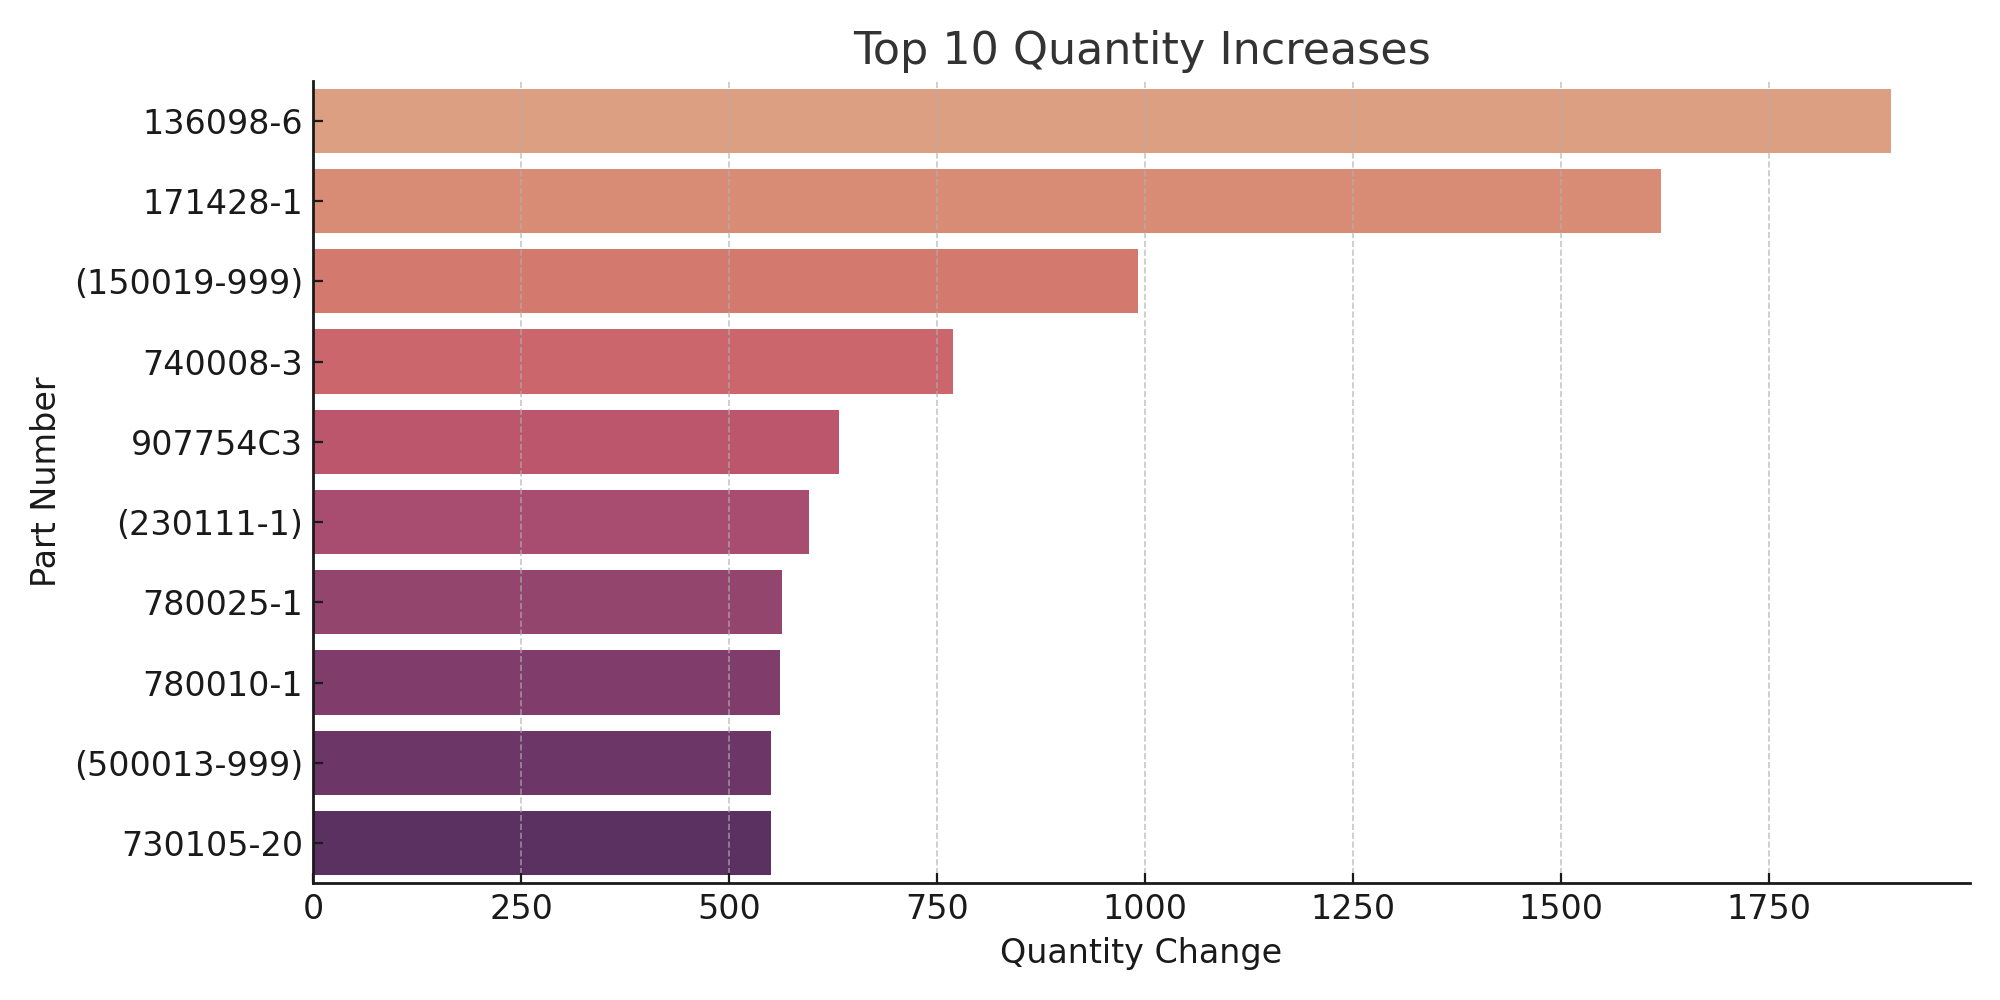 Top 10 Quantity Increases
136098-6
171428-1
(150019-999)
740008-3
907754C3
(230111-1)
780025-1
780010-1
(500013-999)
730105-20
Part Number
0 250 500 750 1000 1250 1500 1750
Quantity Change